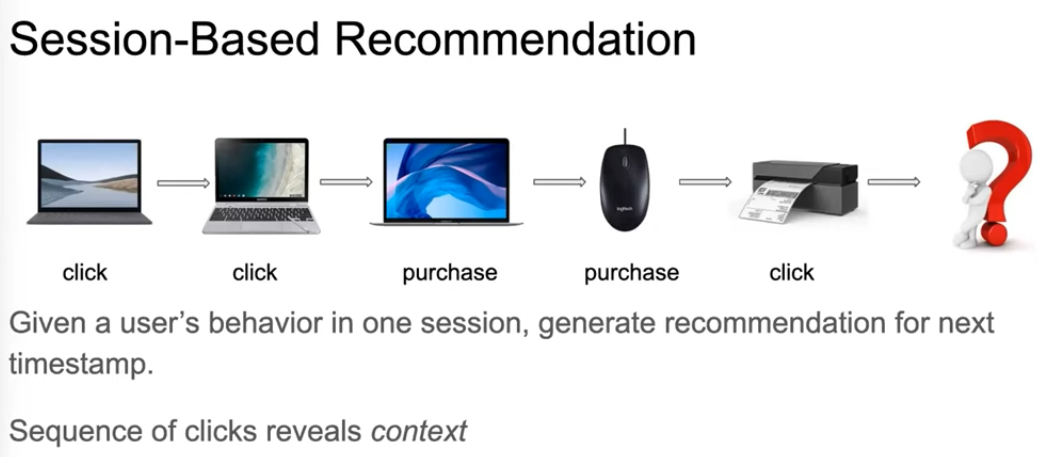 Session-Based Recommendation
click
click
purchase
purchase
click
Given a user's behavior in one session, generate recommendation for next
timestamp.
Sequence of clicks reveals context